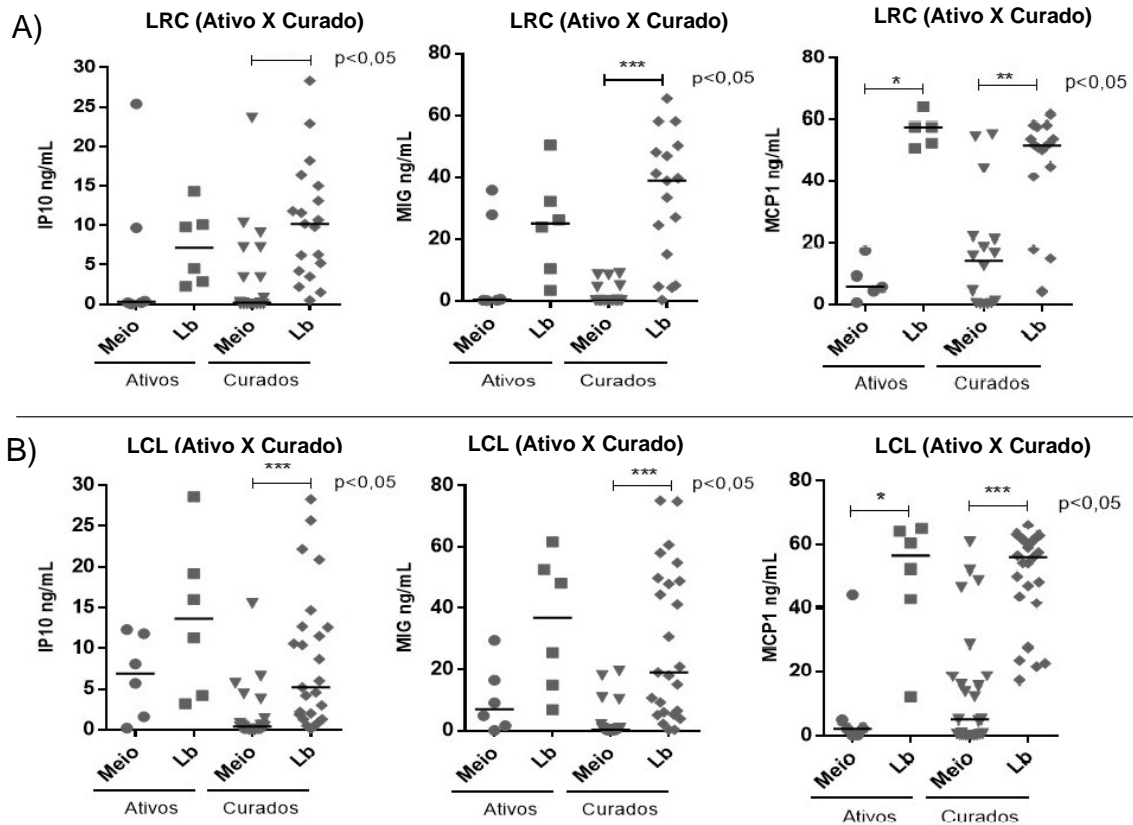 A)
LRC (Ativo X Curado)
p<0,05
IP10 ng/mL
30
25
20
15
10
5
0
Meio
Lb
Meio
Lb
Ativos
Curados
LRC (Ativo X Curado)
***
p<0,05
MIG ng/mL
80
60
40
20
0
Meio
Lb
Meio
Lb
Ativos
Curados
LRC (Ativo X Curado)
*
**
p<0,05
MCP1 ng/mL
80
60
40
20
0
Meio
Lb
Meio
Lb
Ativos
Curados
B)
LCL (Ativo X Curado)
***
p<0,05
IP10 ng/mL
30
25
20
15
10
5
0
Meio
Lb
Meio
Lb
Ativos
Curados
LCL (Ativo X Curado)
***
p<0,05
MIG ng/mL
80
60
40
20
0
Meio
Lb
Meio
Lb
Ativos
Curados
LCL (Ativo X Curado)
*
***
p<0,05
MCP1 ng/mL
80
60
40
20
0
Meio
Lb
Meio
Lb
Ativos
Curados